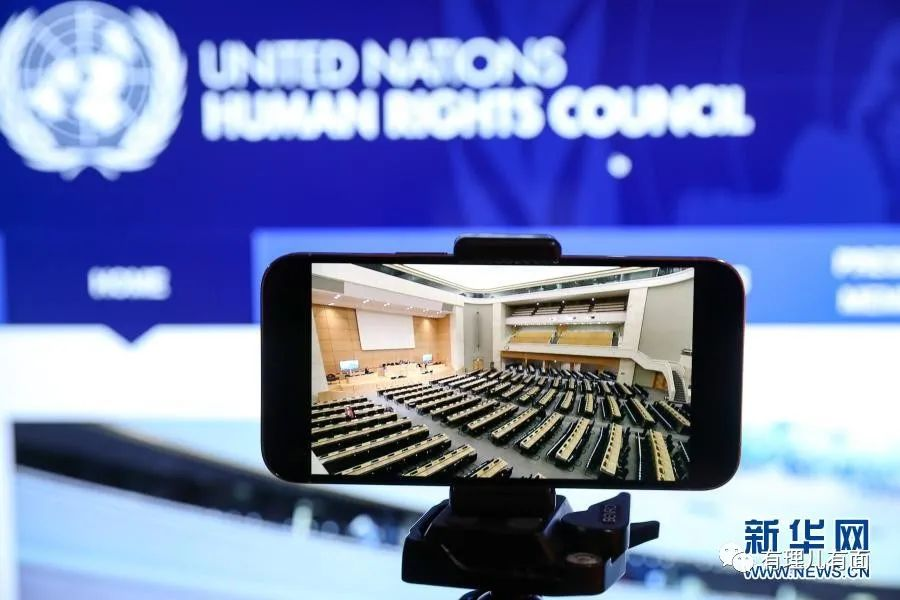 UNITED NATIONS
HUMAN RIGHTS COUNCIL
HOME
新华网
有理儿有面
WWW.NEWS.CN